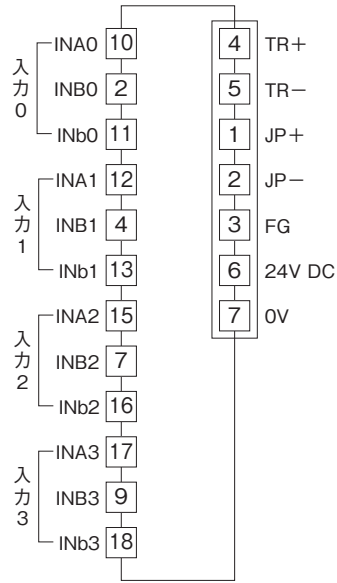 入力0
INA0 10
INB0 2
INb0 11
入力1
INA1 12
INB1 4
INb1 13
入力2
INA2 15
INB2 7
INb2 16
入力3
INA3 17
INB3 9
INb3 18
4 TR+
5 TR−
1 JP+
2 JP−
3 FG
6 24V DC
7 0V